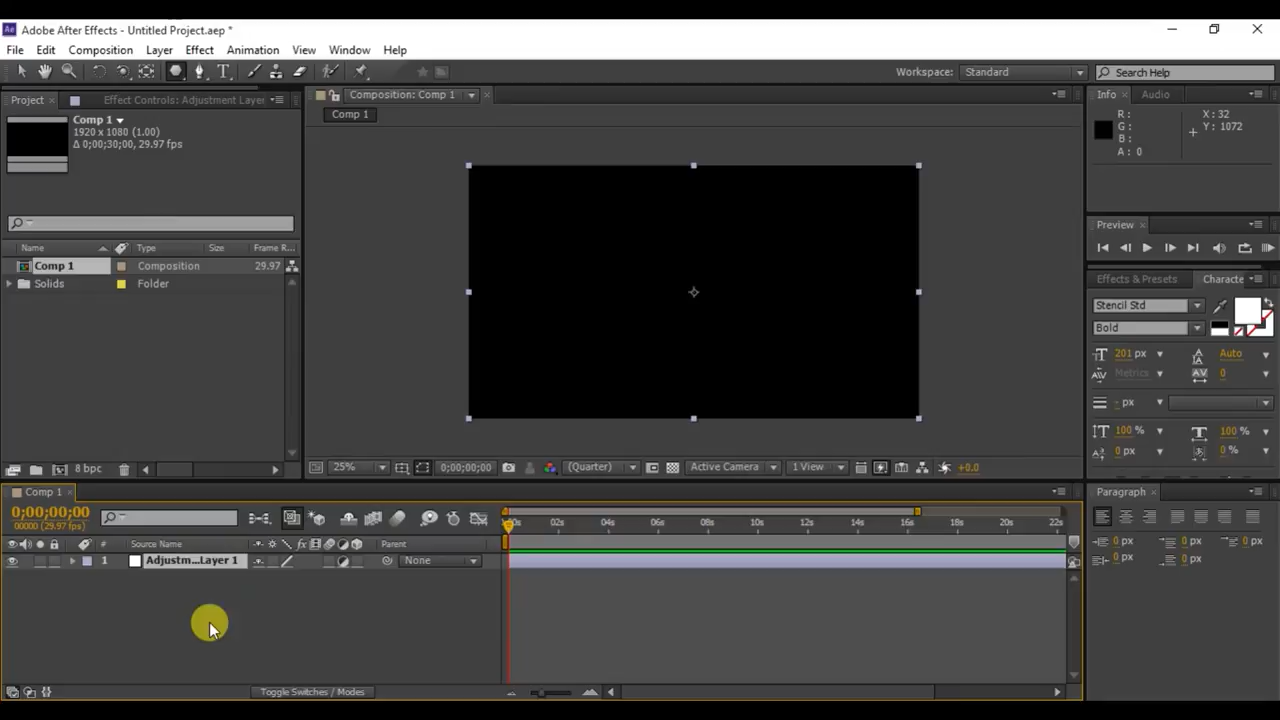 Adobe After Effects - Untitled Project.aep *
File Edit Composition Layer Effect Animation View Window Help
Workspace: Standard Search Help
Project Effect Controls: Adjustment Layer
Composition: Comp 1
Info Audio
Comp 1
1920 x 1080 (1.00)
Δ 0;00;30;00, 29.97 fps
Comp 1
R :
G :
B :
A : 0
X : 32
Y : 1072
Preview
Name Type Size Frame R...
Comp 1 Composition 29.97
Solids Folder
Effects & Presets Characte
Stencil Std
Bold
201 px Auto
Metrics 0
- px
100 % 100 %
0 px 0 %
8 bpc
25% 0;00;00;00 (Quarter) Active Camera 1 View +0.0
Comp 1
0;00;00;00
00000 (29.97 fps)
:00s 02s 04s 06s 08s 10s 12s 14s 16s 18s 20s 22s
# Source Name Parent
1 Adjustm...Layer 1 None
Paragraph
0 px 0 px 0 px
0 px 0 px
Toggle Switches / Modes